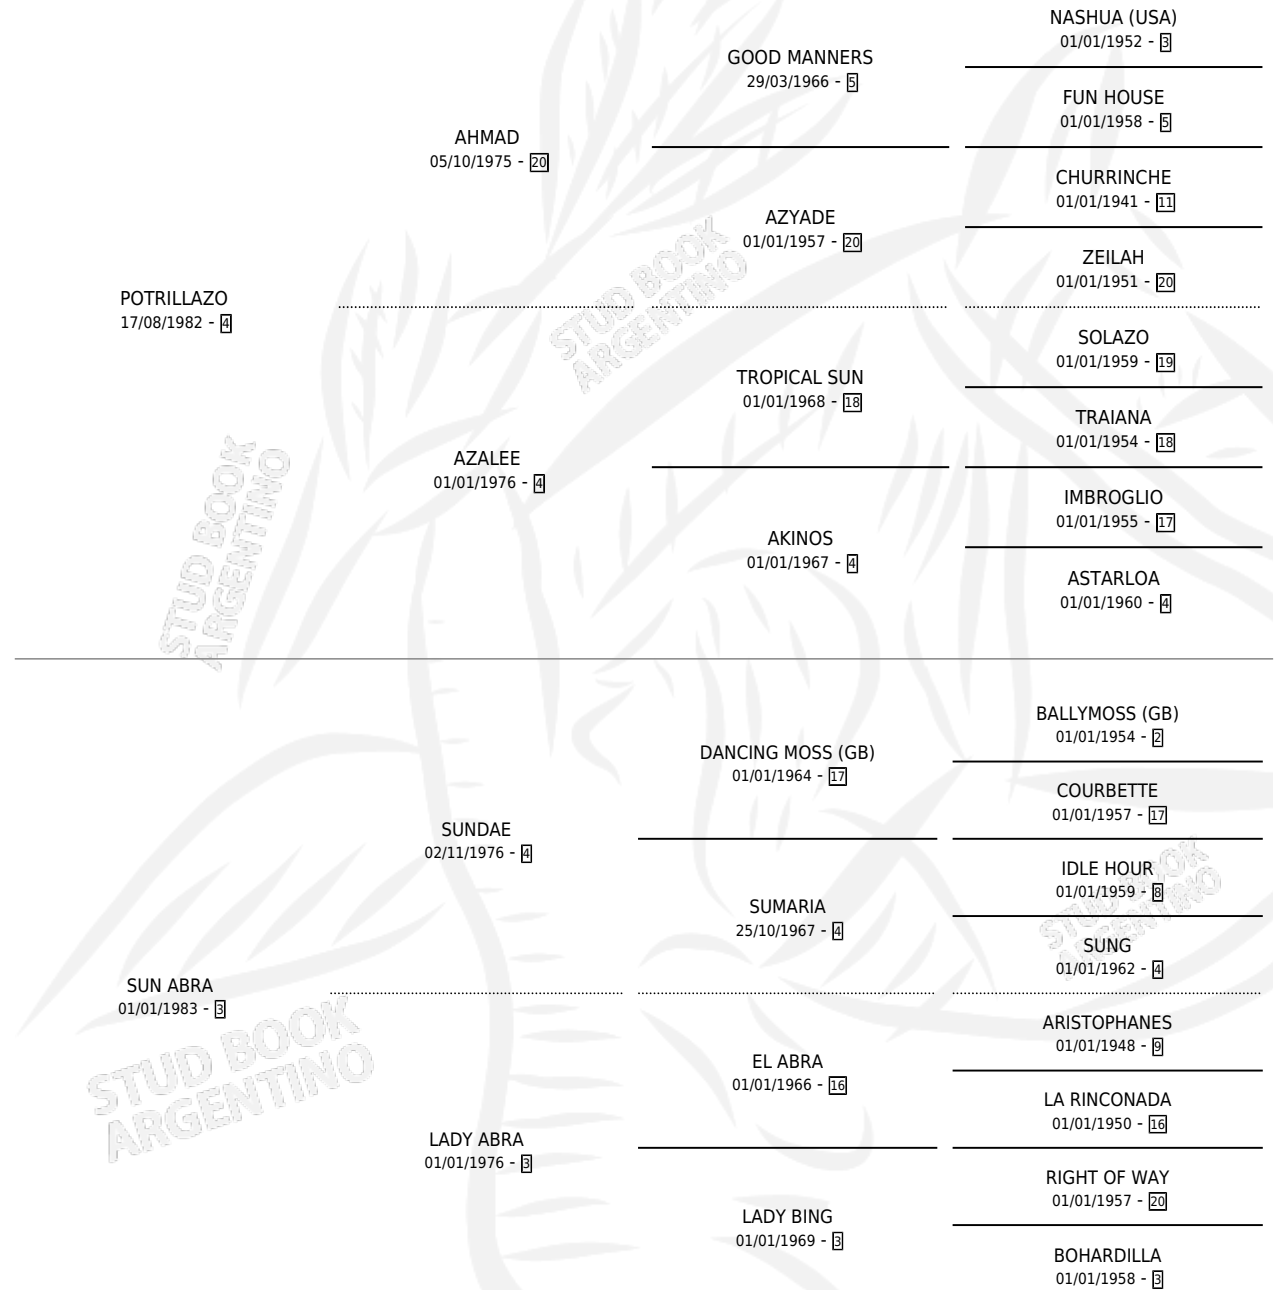 NASHUA (USA)
01/01/1952 - 3
GOOD MANNERS
29/03/1966 - 5
FUN HOUSE
01/01/1958 - 5
AHMAD
05/10/1975 - 20
CHURRINCHE
01/01/1941 - 11
AZYADE
01/01/1957 - 20
ZEILAH
01/01/1951 - 20
POTRILLAZO
17/08/1982 - 4
STUD BOOK
ARGENTINO
SOLAZO
01/01/1959 - 19
TROPICAL SUN
01/01/1968 - 18
TRAIANA
01/01/1954 - 18
AZALEE
01/01/1976 - 4
IMBROGLIO
01/01/1955 - 17
AKINOS
01/01/1967 - 4
ASTARLOA
01/01/1960 - 4
STUD BOOK
ARGENTINO
BALLYMOSS (GB)
01/01/1954 - 2
DANCING MOSS (GB)
01/01/1964 - 17
COURBETTE
01/01/1957 - 17
SUNDAE
02/11/1976 - 4
IDLE HOUR
01/01/1959 - 8
SUMARIA
25/10/1967 - 4
SUNG
01/01/1962 - 4
STUD BOOK
ARGENTINO
SUN ABRA
01/01/1983 - 3
ARISTOPHANES
01/01/1948 - 9
EL ABRA
01/01/1966 - 16
LA RINCONADA
01/01/1950 - 16
STUD BOOK
ARGENTINO
LADY ABRA
01/01/1976 - 3
RIGHT OF WAY
01/01/1957 - 20
LADY BING
01/01/1969 - 3
BOHARDILLA
01/01/1958 - 3